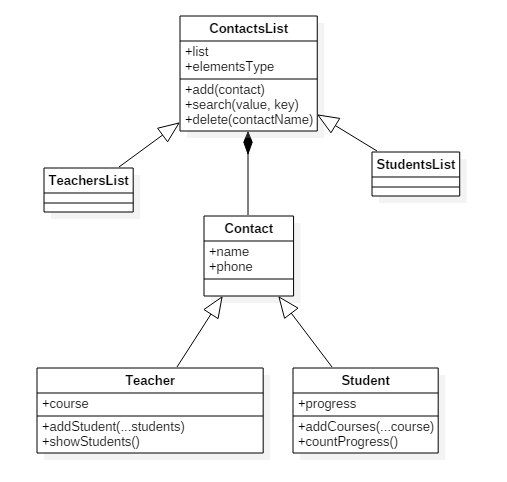 ContactsList
+list
+elementsType
+add(contact)
+search(value, key)
+delete(contactName)
TeachersList
StudentsList
Contact
+name
+phone
Teacher
+course
+addStudent(...students)
+showStudents()
Student
+progress
+addCourses(...course)
+countProgress()